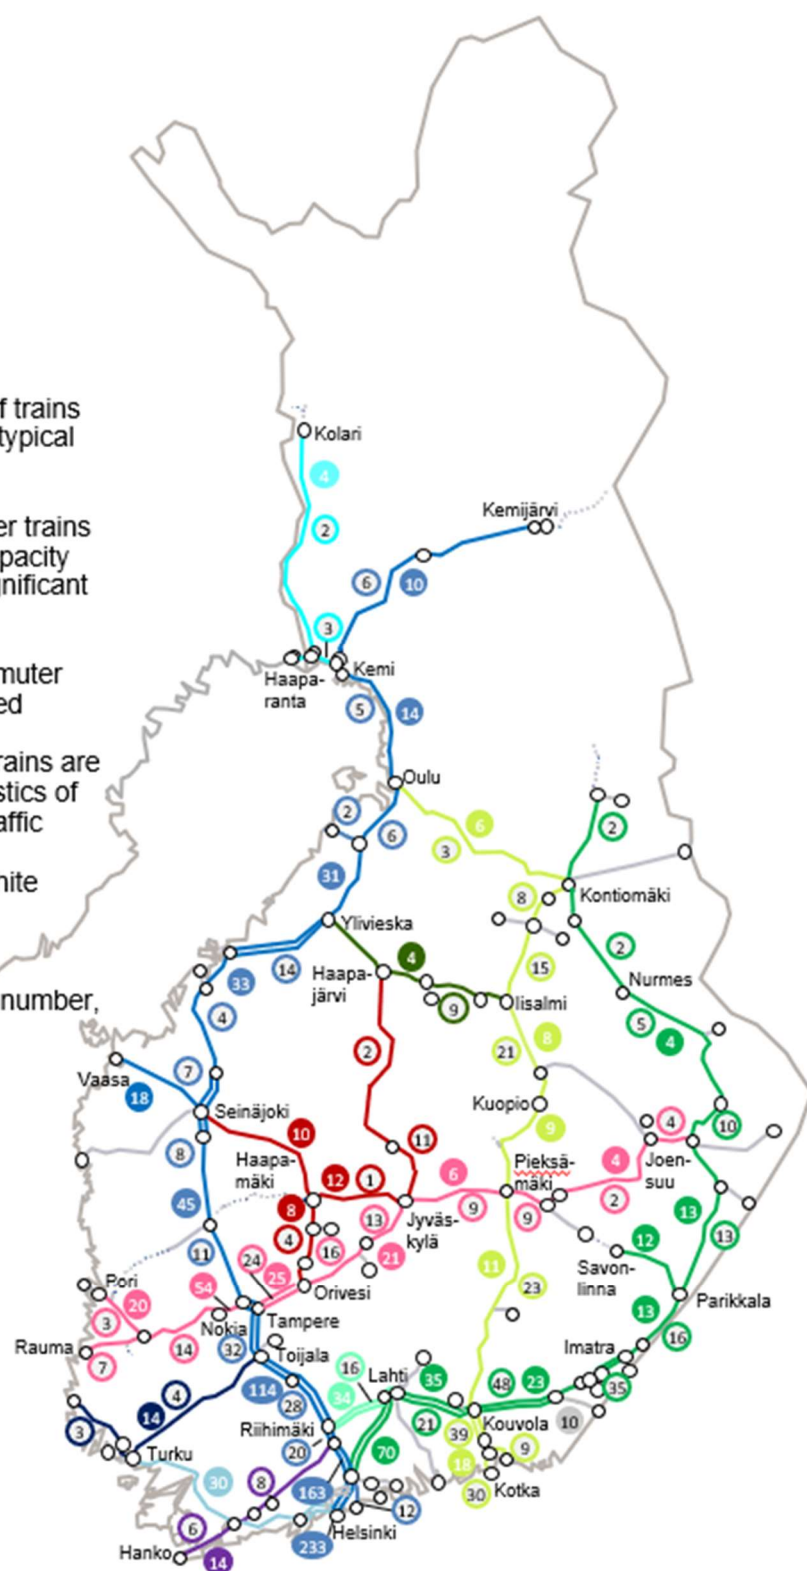 f trains
typical
Kolari
4
2
er trains
pacity
gnificant
Kemijärvi
6
10
3
muter
ed
Haapa-
ranta
Kemi
5
14
rains are
stics of
affic
Oulu
2
6
6
3
2
31
nite
8
Kontiomäki
Ylivieska
4
15
2
14
33
Haapa-
järvi
9
Iisalmi
Nurmes
number,
4
5
4
2
21
8
7
Vaasa
18
Seinäjoki
Kuopio
9
10
11
4
10
8
Haapa-
mäki
12
1
6
Pieksä-
mäki
4
Joen-
suu
45
8
9
9
2
13
Jyväs-
kylä
4
16
21
13
12
13
11
24
25
11
23
Savon-
linna
Pori
20
54
Orivesi
13
Parikkala
3
Nokia
Tampere
Rauma
14
32
Toijala
Imatra
16
7
16
Lahti
35
48
23
35
4
114
34
14
28
21
Kouvola
10
3
Riihimäki
39
Turku
20
70
9
30
8
163
18
Kotka
30
6
12
Helsinki
233
Hanko
14